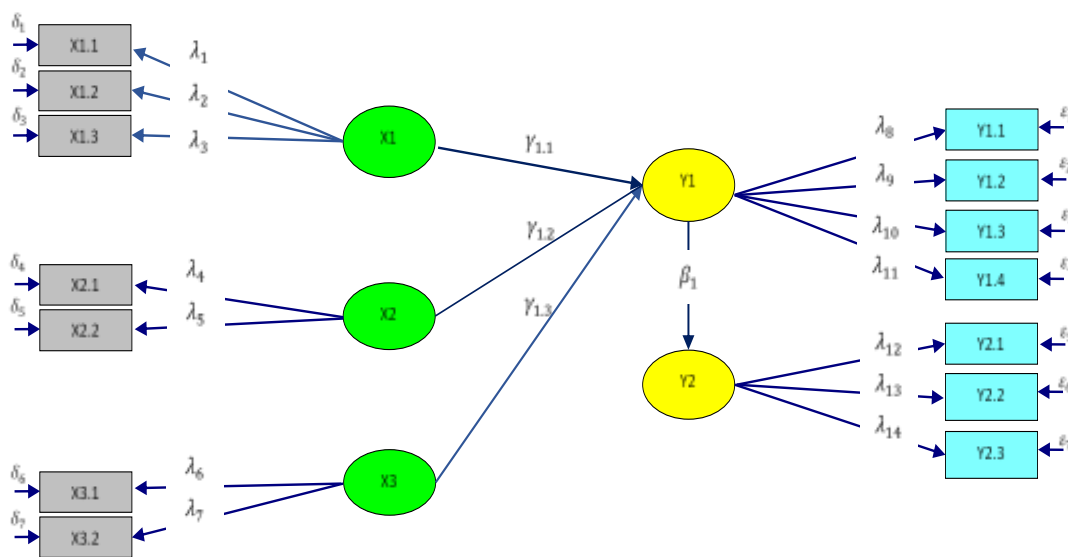 δ₁
X1.1
λ₁
δ₂
X1.2
λ₂
δ₃
X1.3
λ₃
X1
γ₁.₁
Y1
λ₈
Y1.1
λ₉
Y1.2
λ₁₀
Y1.3
λ₁₁
Y1.4
δ₄
X2.1
λ₄
δ₅
X2.2
λ₅
X2
γ₁.₂
γ₁.₃
β₁
Y2
λ₁₂
Y2.1
λ₁₃
Y2.2
λ₁₄
Y2.3
δ₆
X3.1
λ₆
δ₇
X3.2
λ₇
X3